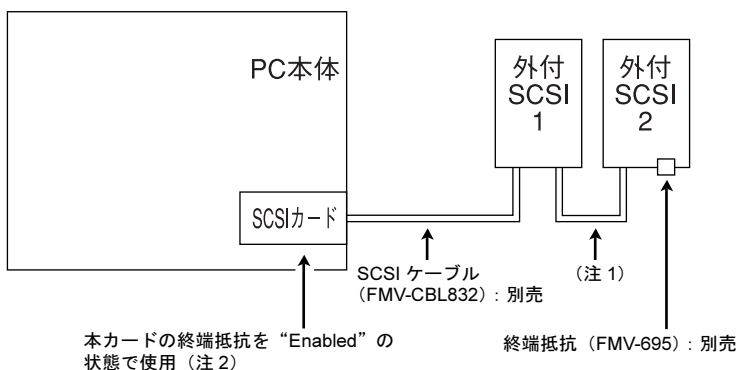 PC本体
外付
SCSI
1
外付
SCSI
2
SCSIカード
SCSI ケーブル
（FMV-CBL832）: 別売
（注 1）
本カードの終端抵抗を“Enabled”の
状態で使用（注 2）
終端抵抗（FMV-695）: 別売